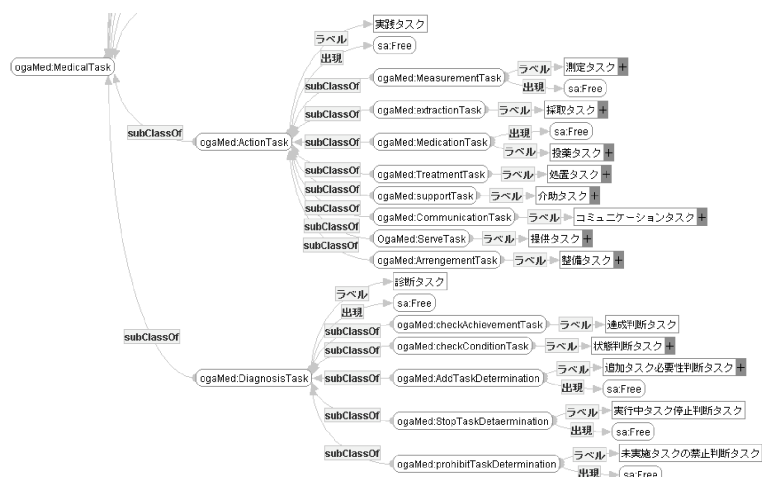 実践タスク
ラベル
出現
sa:Free
ogaMed:MedicalTask
subClassOf
ogaMed:ActionTask
subClassOf
ogaMed:MeasurementTask
ラベル
測定タスク
出現
sa:Free
subClassOf
ogaMed:extractionTask
ラベル
採取タスク
subClassOf
ogaMed:MedicationTask
出現
sa:Free
ラベル
投薬タスク
subClassOf
ogaMed:TreatmentTask
ラベル
処置タスク
subClassOf
ogaMed:supportTask
ラベル
介助タスク
subClassOf
ogaMed:CommunicationTask
ラベル
コミュニケーションタスク
subClassOf
OgaMed:ServeTask
ラベル
提供タスク
subClassOf
ogaMed:ArrengementTask
ラベル
整備タスク
診断タスク
ラベル
出現
sa:Free
subClassOf
ogaMed:DiagnosisTask
subClassOf
ogaMed:checkAchievementTask
ラベル
達成判断タスク
subClassOf
ogaMed:checkConditionTask
ラベル
状態判断タスク
subClassOf
ogaMed:AddTaskDetermination
ラベル
追加タスク必要性判断タスク
出現
sa:Free
subClassOf
ogaMed:StopTaskDetaermination
ラベル
実行中タスク停止判断タスク
出現
sa:Free
subClassOf
ogaMed:prohibitTaskDetermination
ラベル
未実施タスクの禁止判断タスク
出現
sa:Free